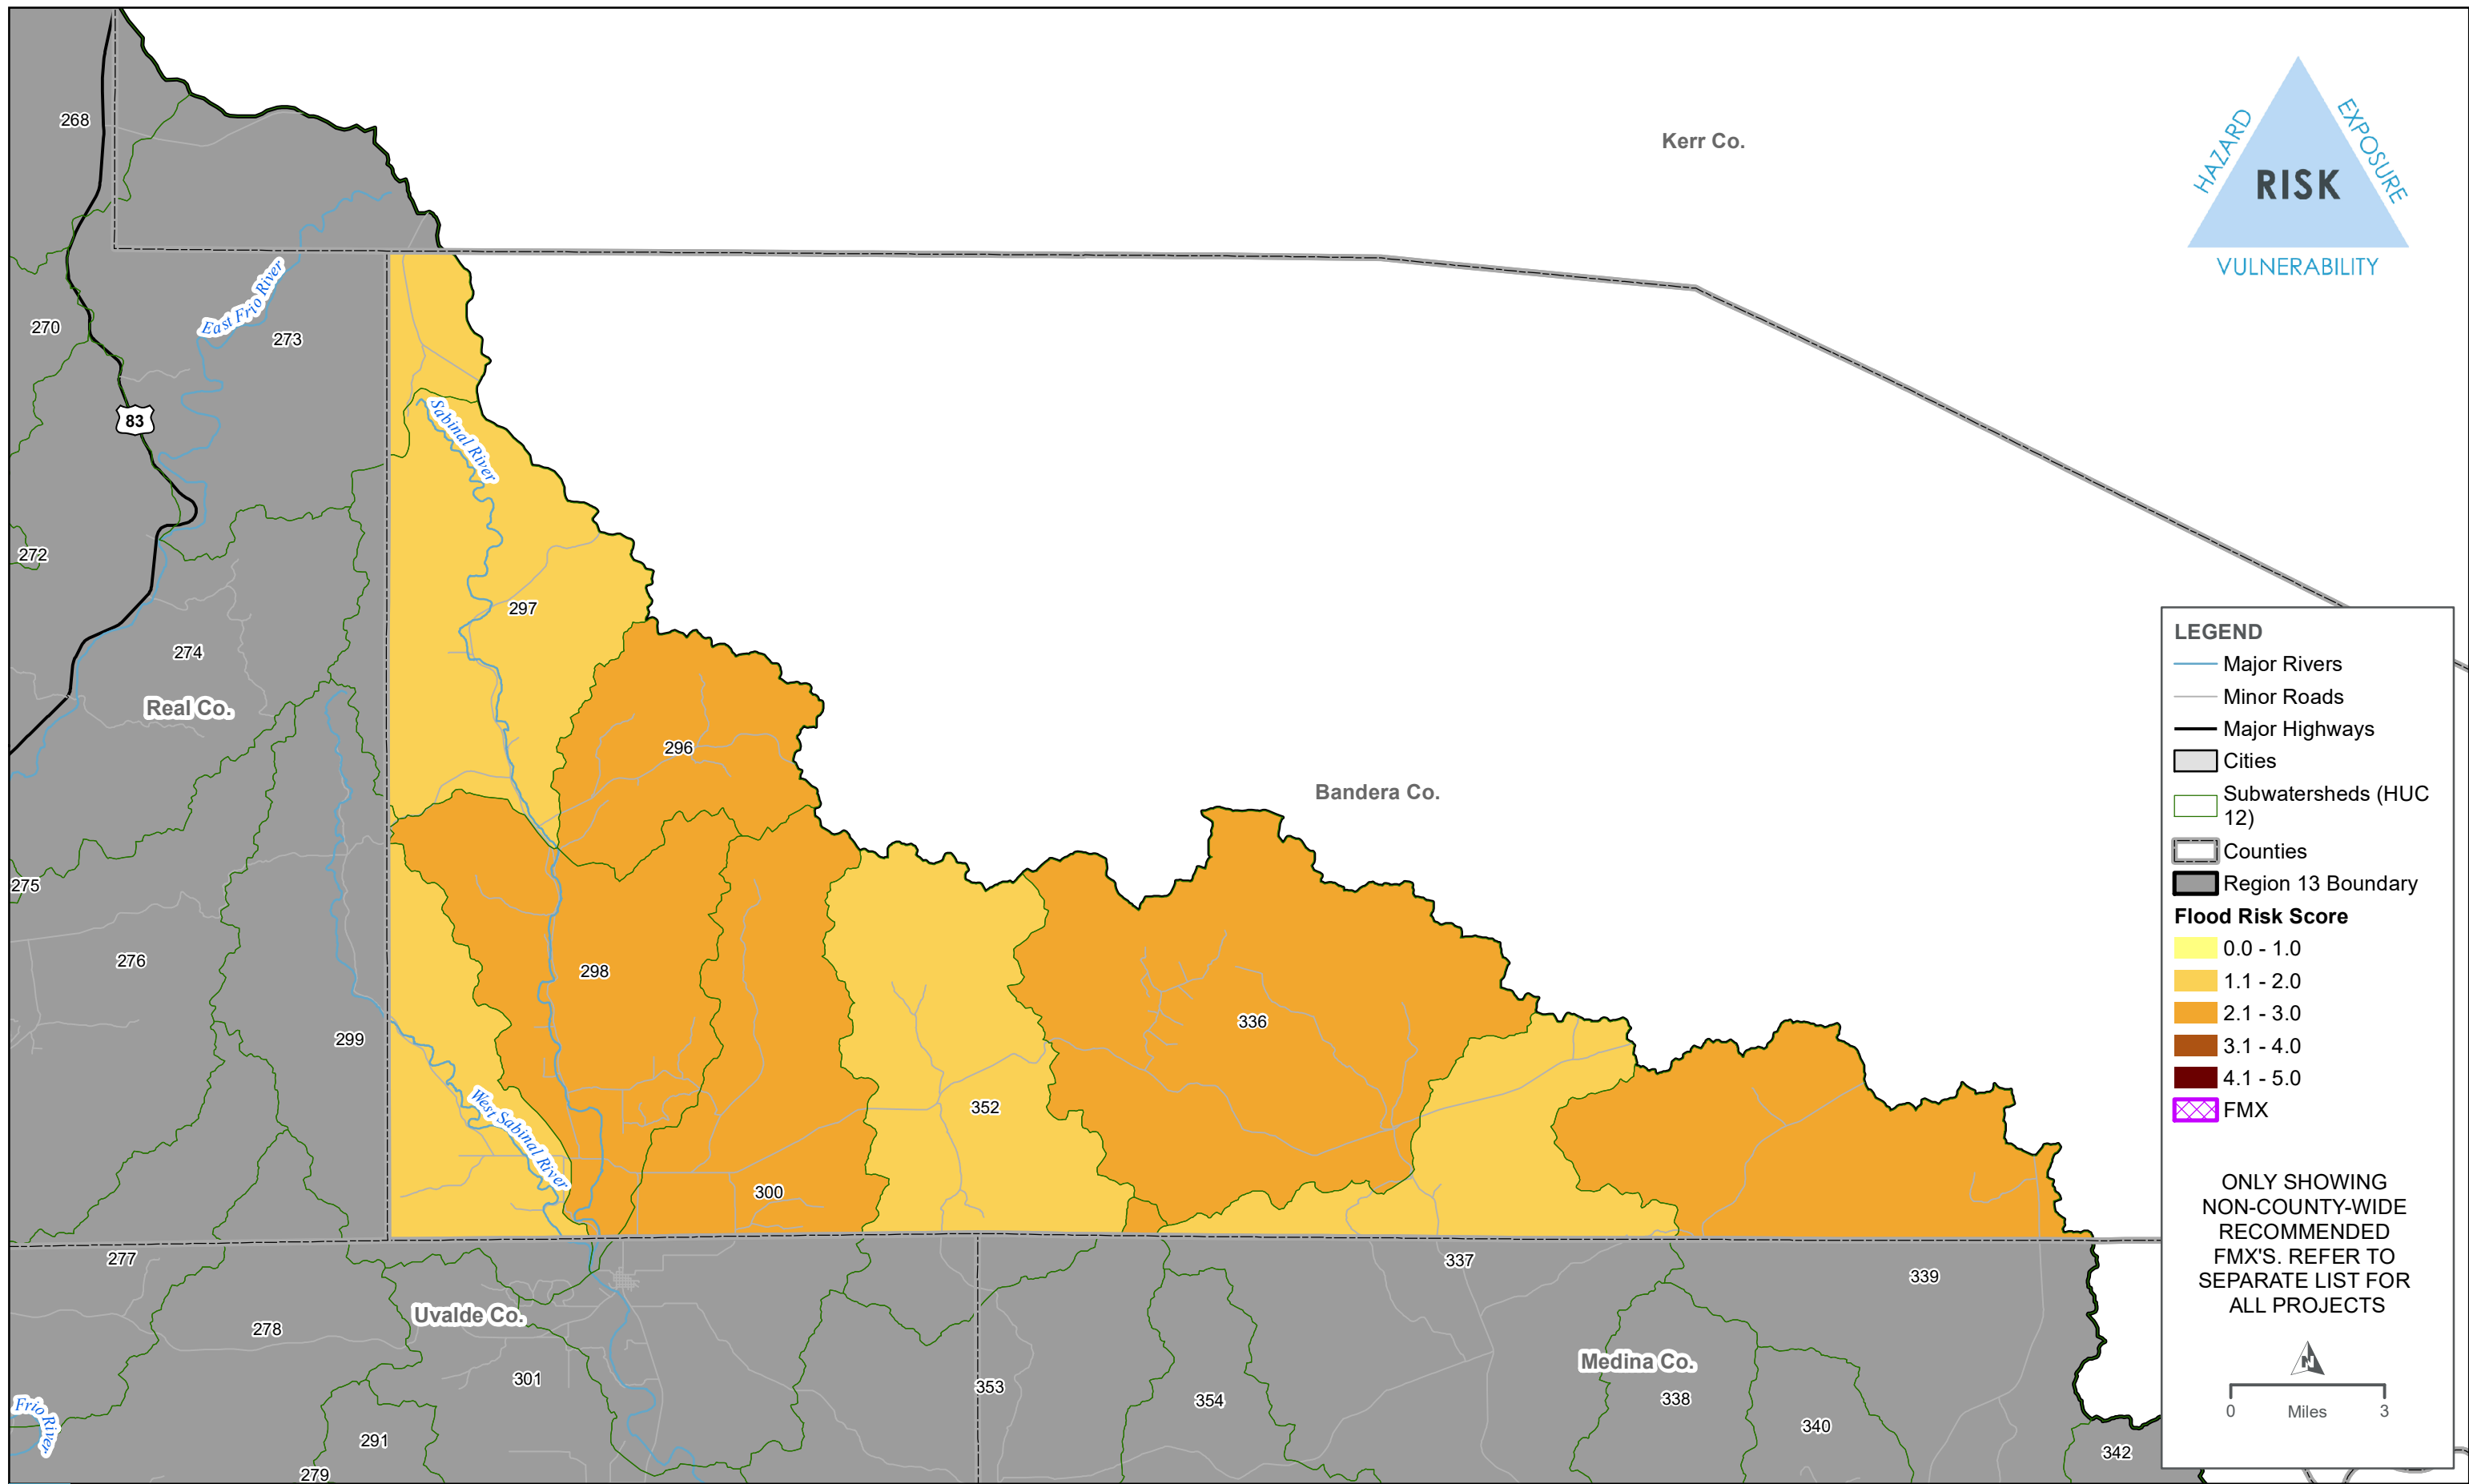 Kerr Co.
HAZARD
EXPOSURE
RISK
VULNERABILITY
268
East Frio River
270
273
83
Sabinal River
272
297
274
Real Co.
296
Bandera Co.
275
276
298
299
336
West Sabinal River
352
300
277
337
339
278
Uvalde Co.
301
353
354
Medina Co.
338
340
Frio River
291
279
342
LEGEND
Major Rivers
Minor Roads
Major Highways
Cities
Subwatersheds (HUC
12)
Counties
Region 13 Boundary
Flood Risk Score
0.0 - 1.0
1.1 - 2.0
2.1 - 3.0
3.1 - 4.0
4.1 - 5.0
FMX
ONLY SHOWING
NON-COUNTY-WIDE
RECOMMENDED
FMX'S. REFER TO
SEPARATE LIST FOR
ALL PROJECTS
N
0 Miles 3